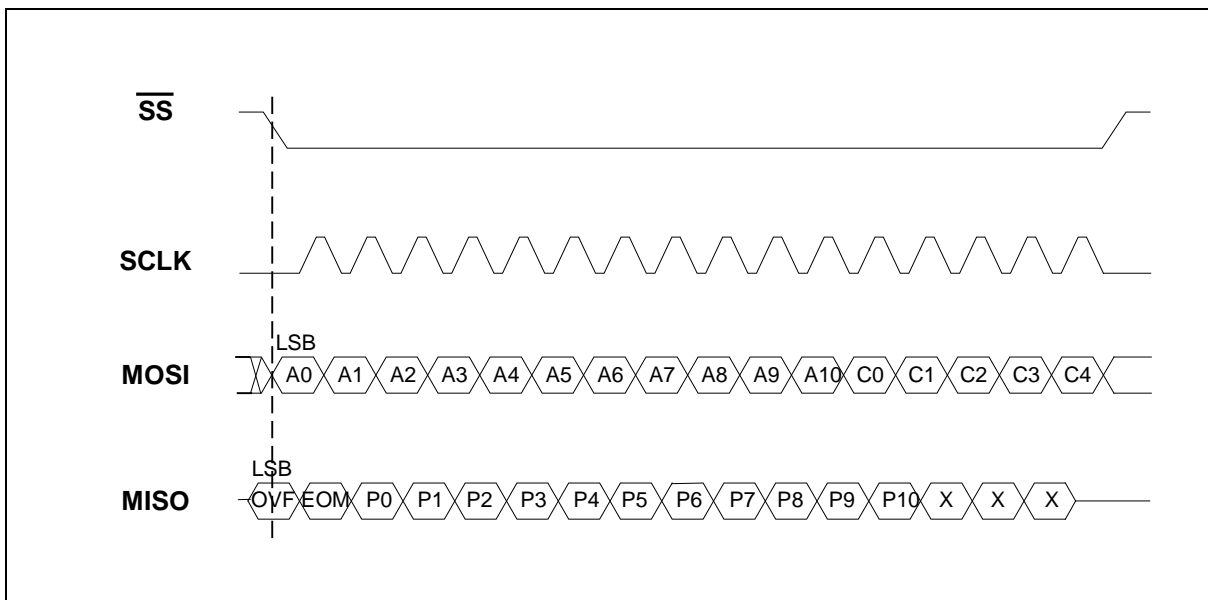 SS
SCLK
LSB
MOSI A0 A1 A2 A3 A4 A5 A6 A7 A8 A9 A10 C0 C1 C2 C3 C4
LSB
MISO OVF EOM P0 P1 P2 P3 P4 P5 P6 P7 P8 P9 P10 X X X